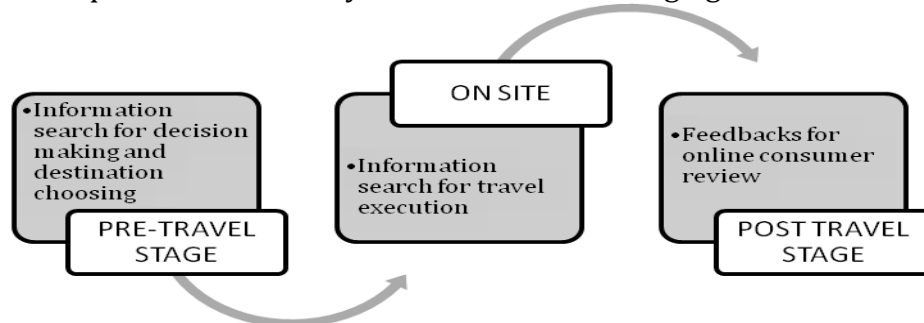 •Information
search for decision
making and
destination
choosing
PRE-TRAVEL
STAGE
ON SITE
•Information
search for travel
execution
•Feedbacks for
online consumer
review
POST TRAVEL
STAGE